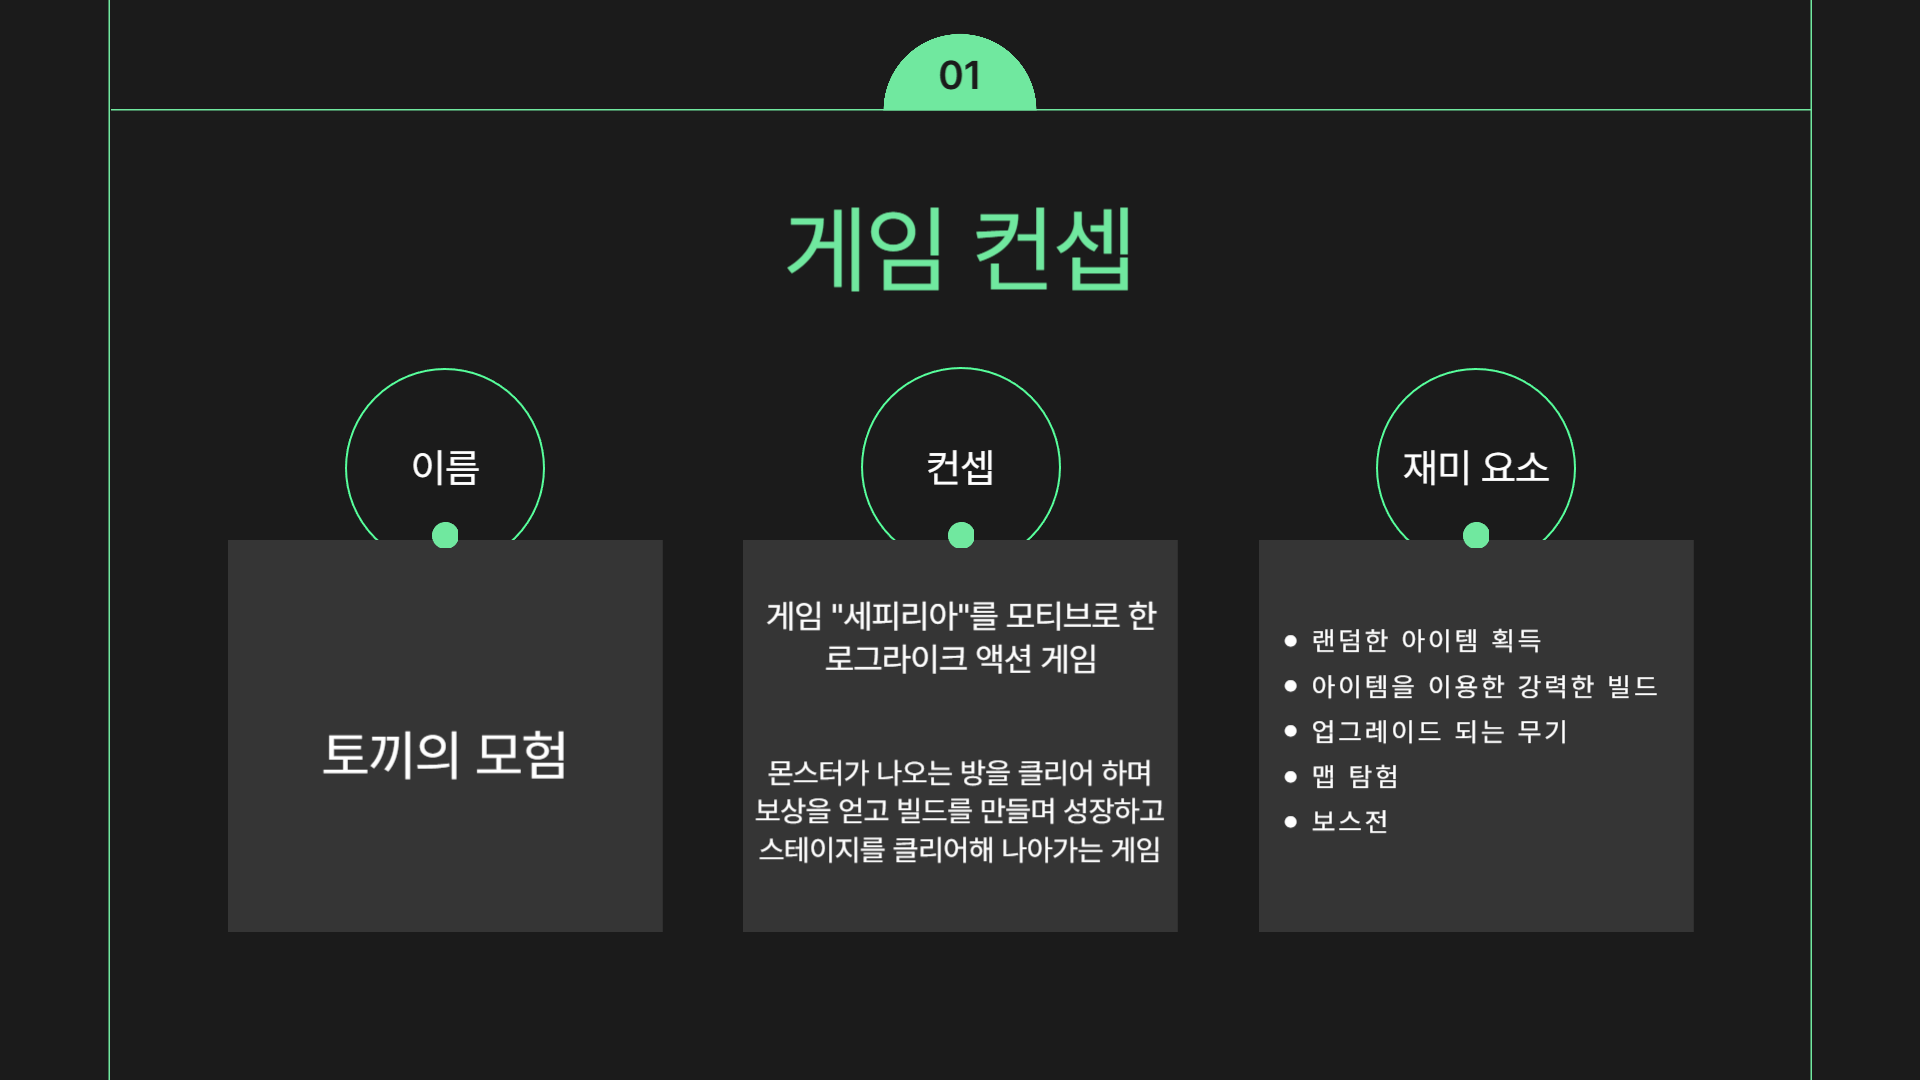 01
게임 컨셉
이름
토끼의 모험
컨셉
게임 "세피리아"를 모티브로 한
로그라이크 액션 게임
몬스터가 나오는 방을 클리어 하며
보상을 얻고 빌드를 만들며 성장하고
스테이지를 클리어해 나아가는 게임
재미 요소
● 랜덤한 아이템 획득
● 아이템을 이용한 강력한 빌드
● 업그레이드 되는 무기
● 맵 탐험
● 보스전